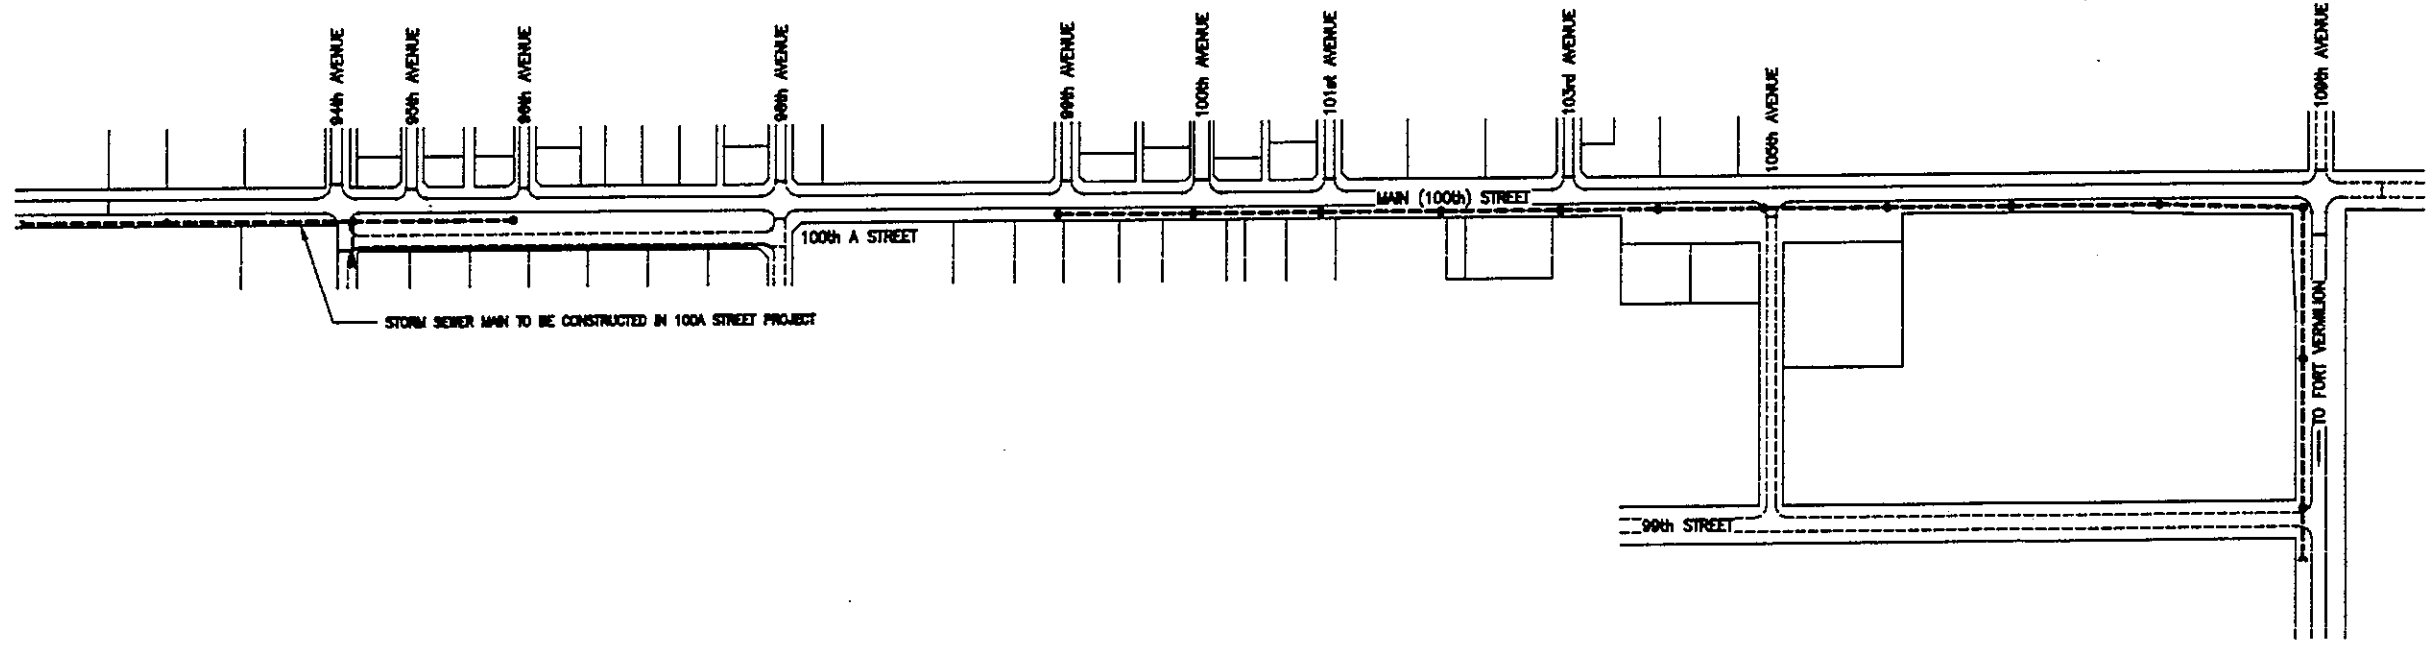 94th AVENUE
95th AVENUE
96th AVENUE
98th AVENUE
99th AVENUE
100th AVENUE
101st AVENUE
103rd AVENUE
105th AVENUE
109th AVENUE
MAIN (100th) STREET
100th A STREET
TO FORT VERMILION
STORM SEWER MAIN TO BE CONSTRUCTED IN 100A STREET PROJECT
99th STREET